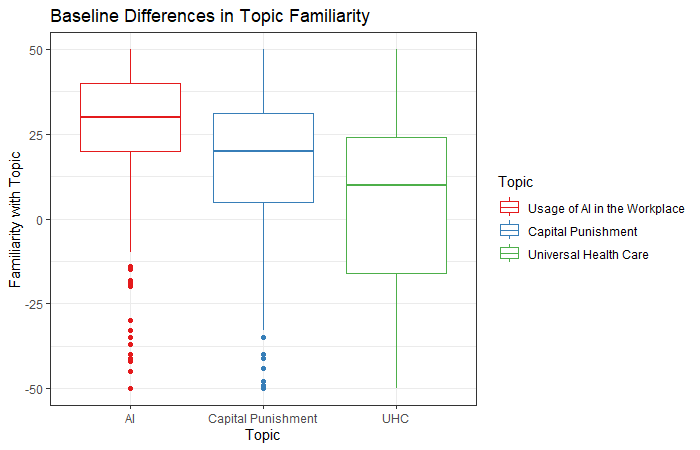 Baseline Differences in Topic Familiarity
Familiarity with Topic
50
25
0
-25
-50
AI
Capital Punishment
UHC
Topic
Topic
Usage of AI in the Workplace
Capital Punishment
Universal Health Care